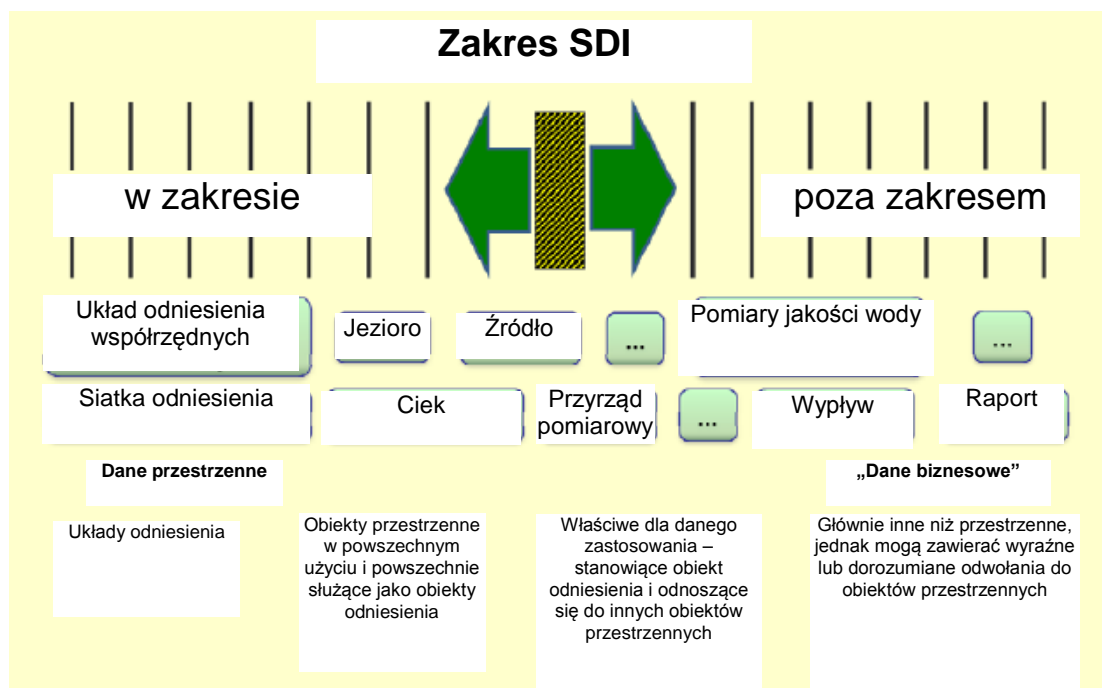 Zakres SDI
w zakresie
poza zakresem
Układ odniesienia
współrzędnych
Jezioro
Źródło
...
Pomiary jakości wody
...
Siatka odniesienia
Ciek
Przyrząd
pomiarowy
...
Wypływ
Raport
Dane przestrzenne
„Dane biznesowe”
Układy odniesienia
Obiekty przestrzenne
w powszechnym
użyciu i powszechnie
służące jako obiekty
odniesienia
Właściwe dla danego
zastosowania –
stanowiące obiekt
odniesienia i odnoszące
się do innych obiektów
przestrzennych
Głównie inne niż przestrzenne,
jednak mogą zawierać wyraźne
lub dorozumiane odwołania do
obiektów przestrzennych